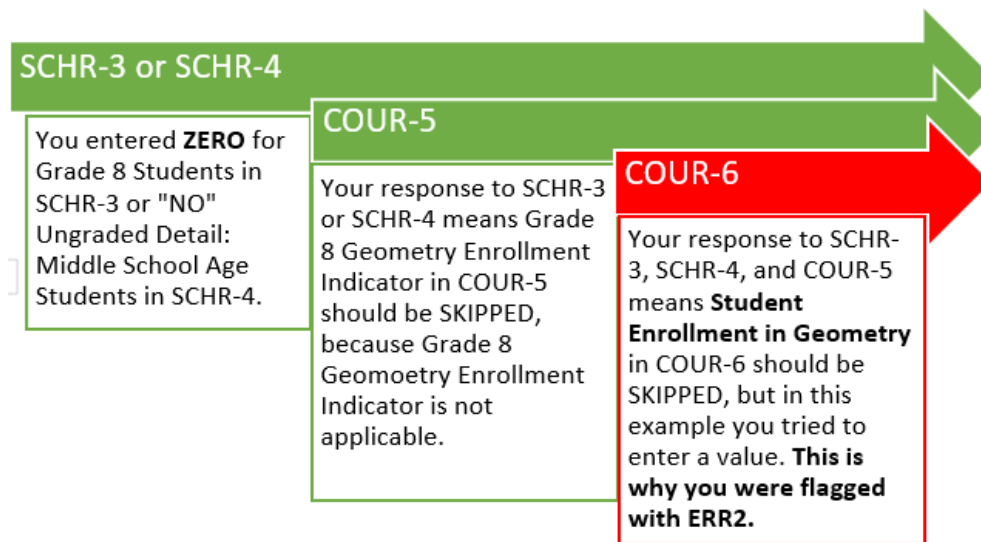 SCHR-3 or SCHR-4
You entered ZERO for
Grade 8 Students in
SCHR-3 or "NO"
Ungraded Detail:
Middle School Age
Students in SCHR-4.
COUR-5
Your response to SCHR-3
or SCHR-4 means Grade
8 Geometry Enrollment
Indicator in COUR-5
should be SKIPPED,
because Grade 8
Geomoetry Enrollment
Indicator is not
applicable.
COUR-6
Your response to SCHR-
3, SCHR-4, and COUR-5
means Student
Enrollment in Geometry
in COUR-6 should be
SKIPPED, but in this
example you tried to
enter a value. This is
why you were flagged
with ERR2.